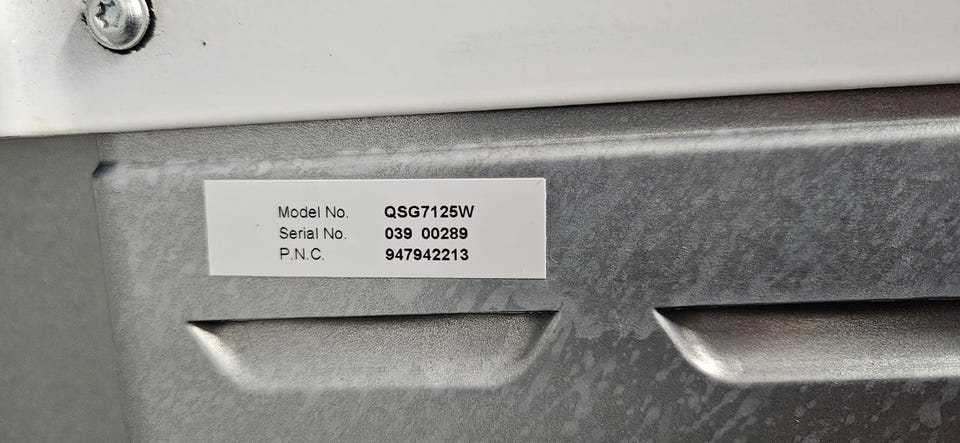 Model No. QSG7125W
Serial No. 039 00289
P.N.C. 947942213